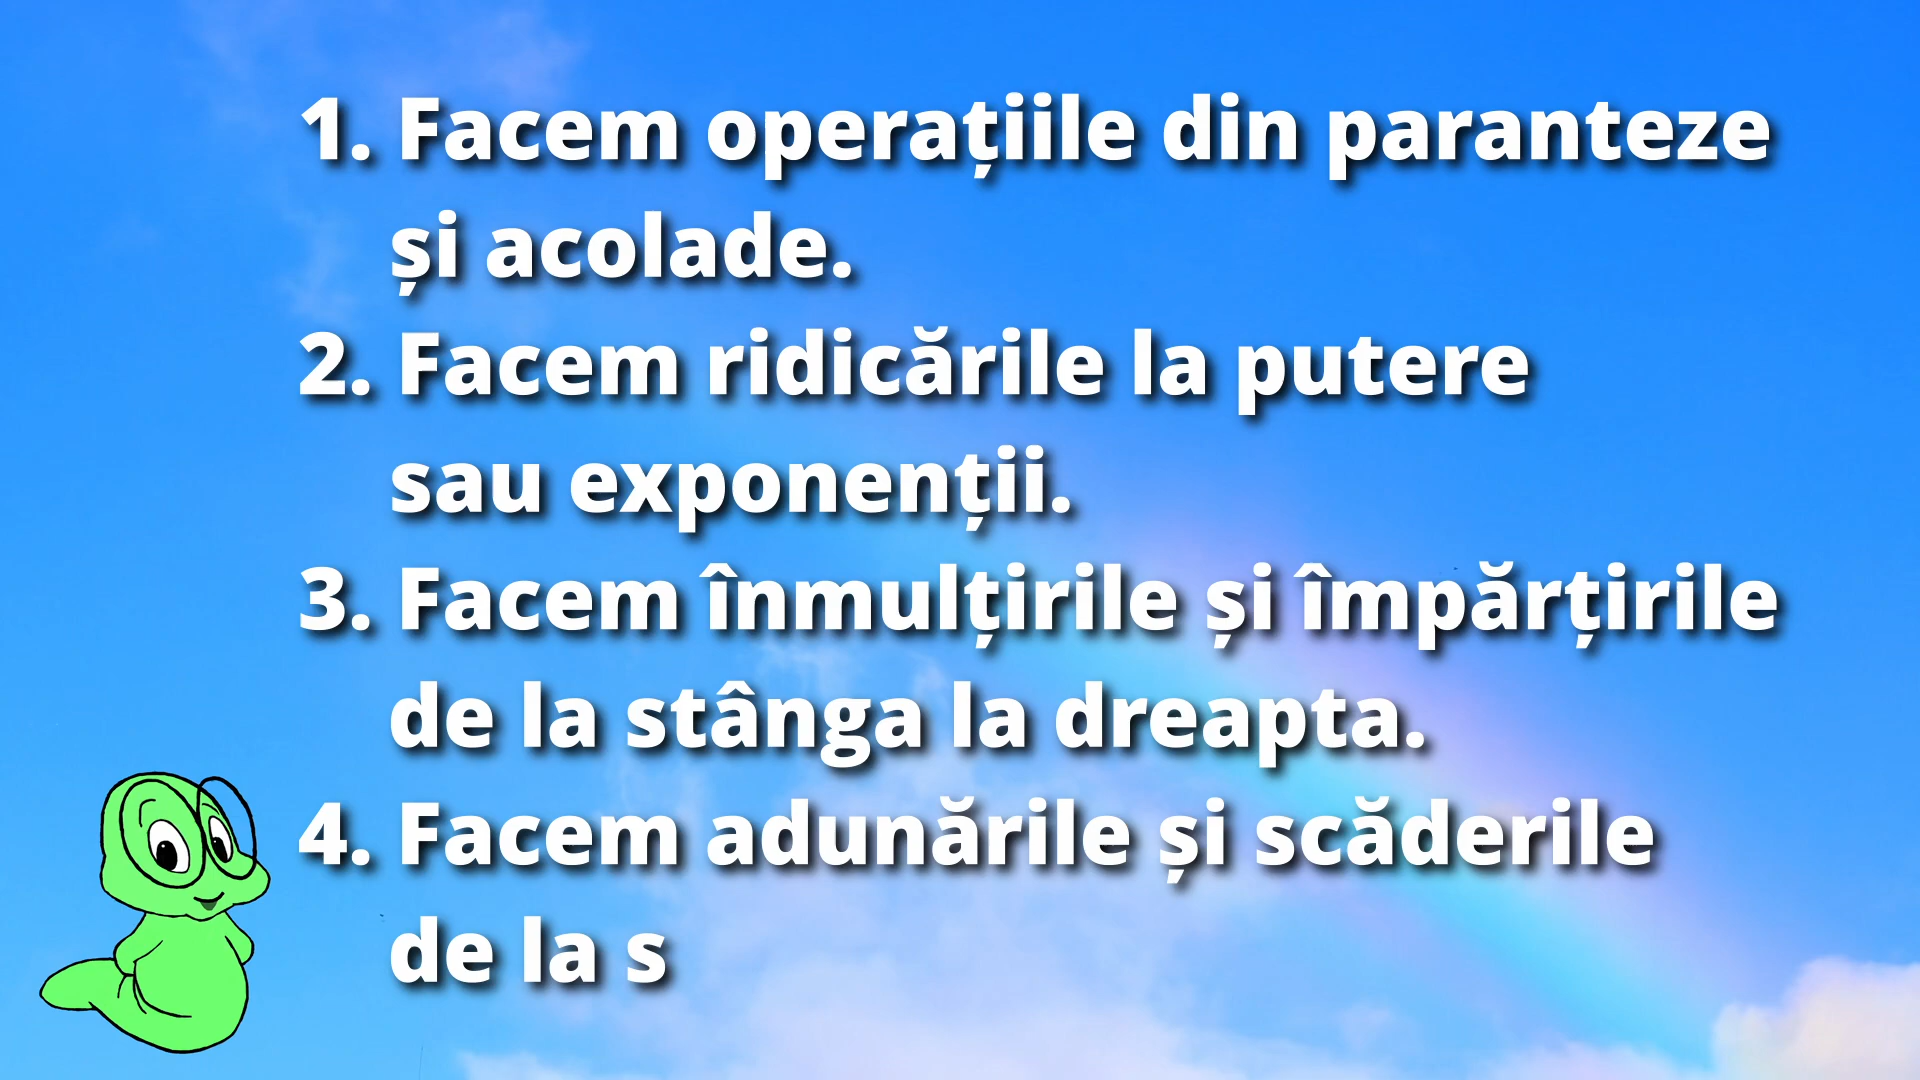 1. Facem operațiile din paranteze
și acolade.
2. Facem ridicările la putere
sau exponenții.
3. Facem înmulțirile și împărțirile
de la stânga la dreapta.
4. Facem adunările și scăderile
de la s